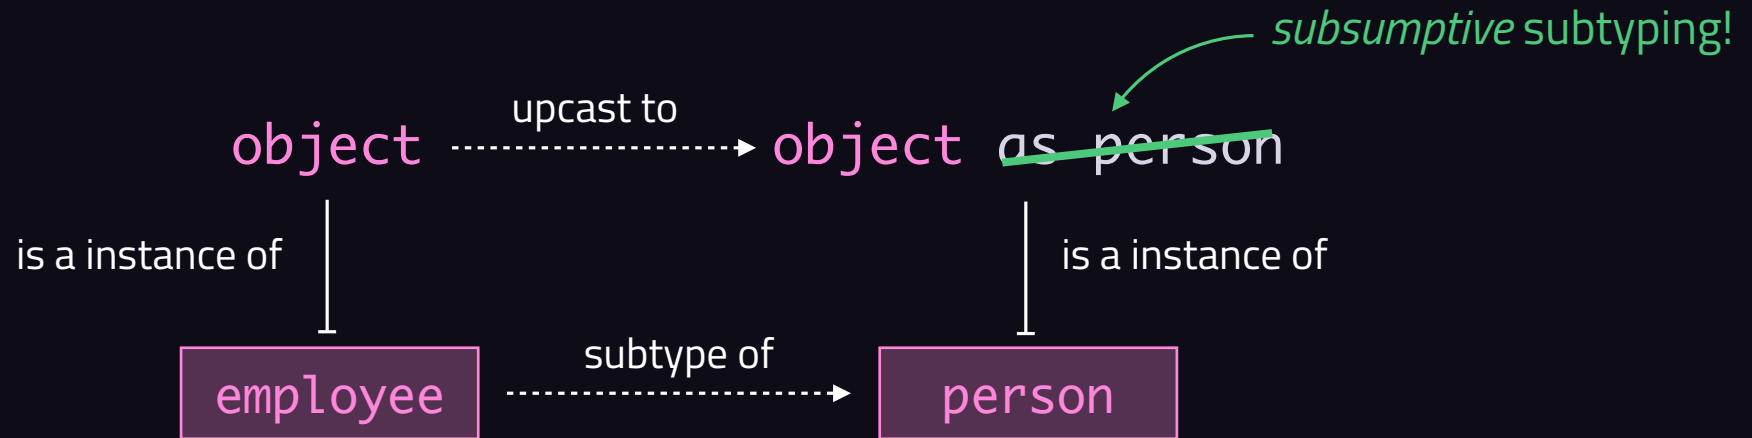 subsumptive subtyping!
upcast to
object
object as person
is a instance of
is a instance of
subtype of
employee
person